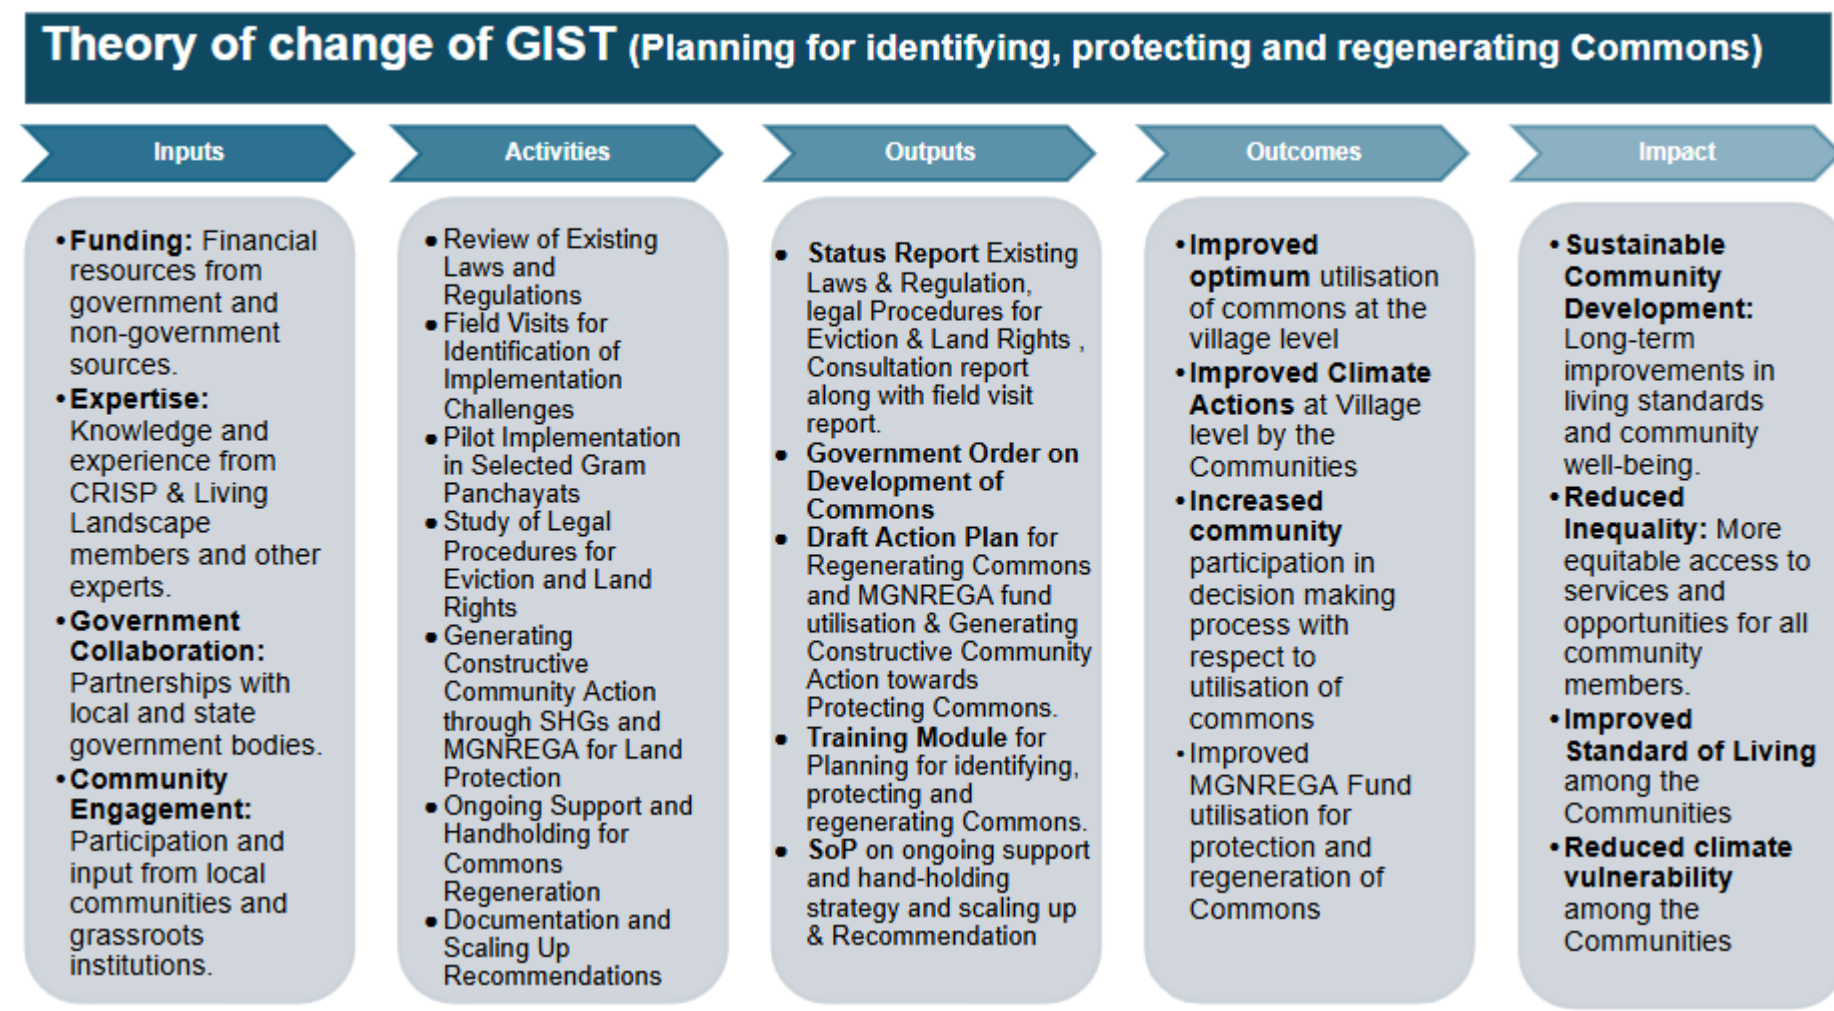 Theory of change of GIST (Planning for identifying, protecting and regenerating Commons)
Inputs
Activities
Outputs
Outcomes
Impact
•Funding: Financial
resources from
government and
non-government
sources.
•Expertise:
Knowledge and
experience from
CRISP & Living
Landscape
members and other
experts.
•Government
Collaboration:
Partnerships with
local and state
government bodies.
•Community
Engagement:
Participation and
input from local
communities and
grassroots
institutions.
•Review of Existing
Laws and
Regulations
•Field Visits for
Identification of
Implementation
Challenges
•Pilot Implementation
in Selected Gram
Panchayats
•Study of Legal
Procedures for
Eviction and Land
Rights
•Generating
Constructive
Community Action
through SHGs and
MGNREGA for Land
Protection
•Ongoing Support and
Handholding for
Commons
Regeneration
•Documentation and
Scaling Up
Recommendations
• Status Report Existing
Laws & Regulation,
legal Procedures for
Eviction & Land Rights ,
Consultation report
along with field visit
report.
• Government Order on
Development of
Commons
• Draft Action Plan for
Regenerating Commons
and MGNREGA fund
utilisation & Generating
Constructive Community
Action towards
Protecting Commons.
• Training Module for
Planning for identifying,
protecting and
regenerating Commons.
• SoP on ongoing support
and hand-holding
strategy and scaling up
& Recommendation
•Improved
optimum utilisation
of commons at the
village level
•Improved Climate
Actions at Village
level by the
Communities
•Increased
community
participation in
decision making
process with
respect to
utilisation of
commons
•Improved
MGNREGA Fund
utilisation for
protection and
regeneration of
Commons
•Sustainable
Community
Development:
Long-term
improvements in
living standards
and community
well-being.
•Reduced
Inequality: More
equitable access to
services and
opportunities for all
community
members.
•Improved
Standard of Living
among the
Communities
•Reduced climate
vulnerability
among the
Communities